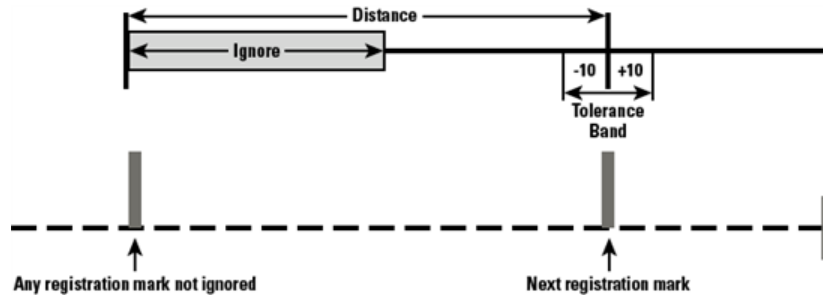 Distance
Ignore
-10 +10
Tolerance
Band
Any registration mark not ignored
Next registration mark